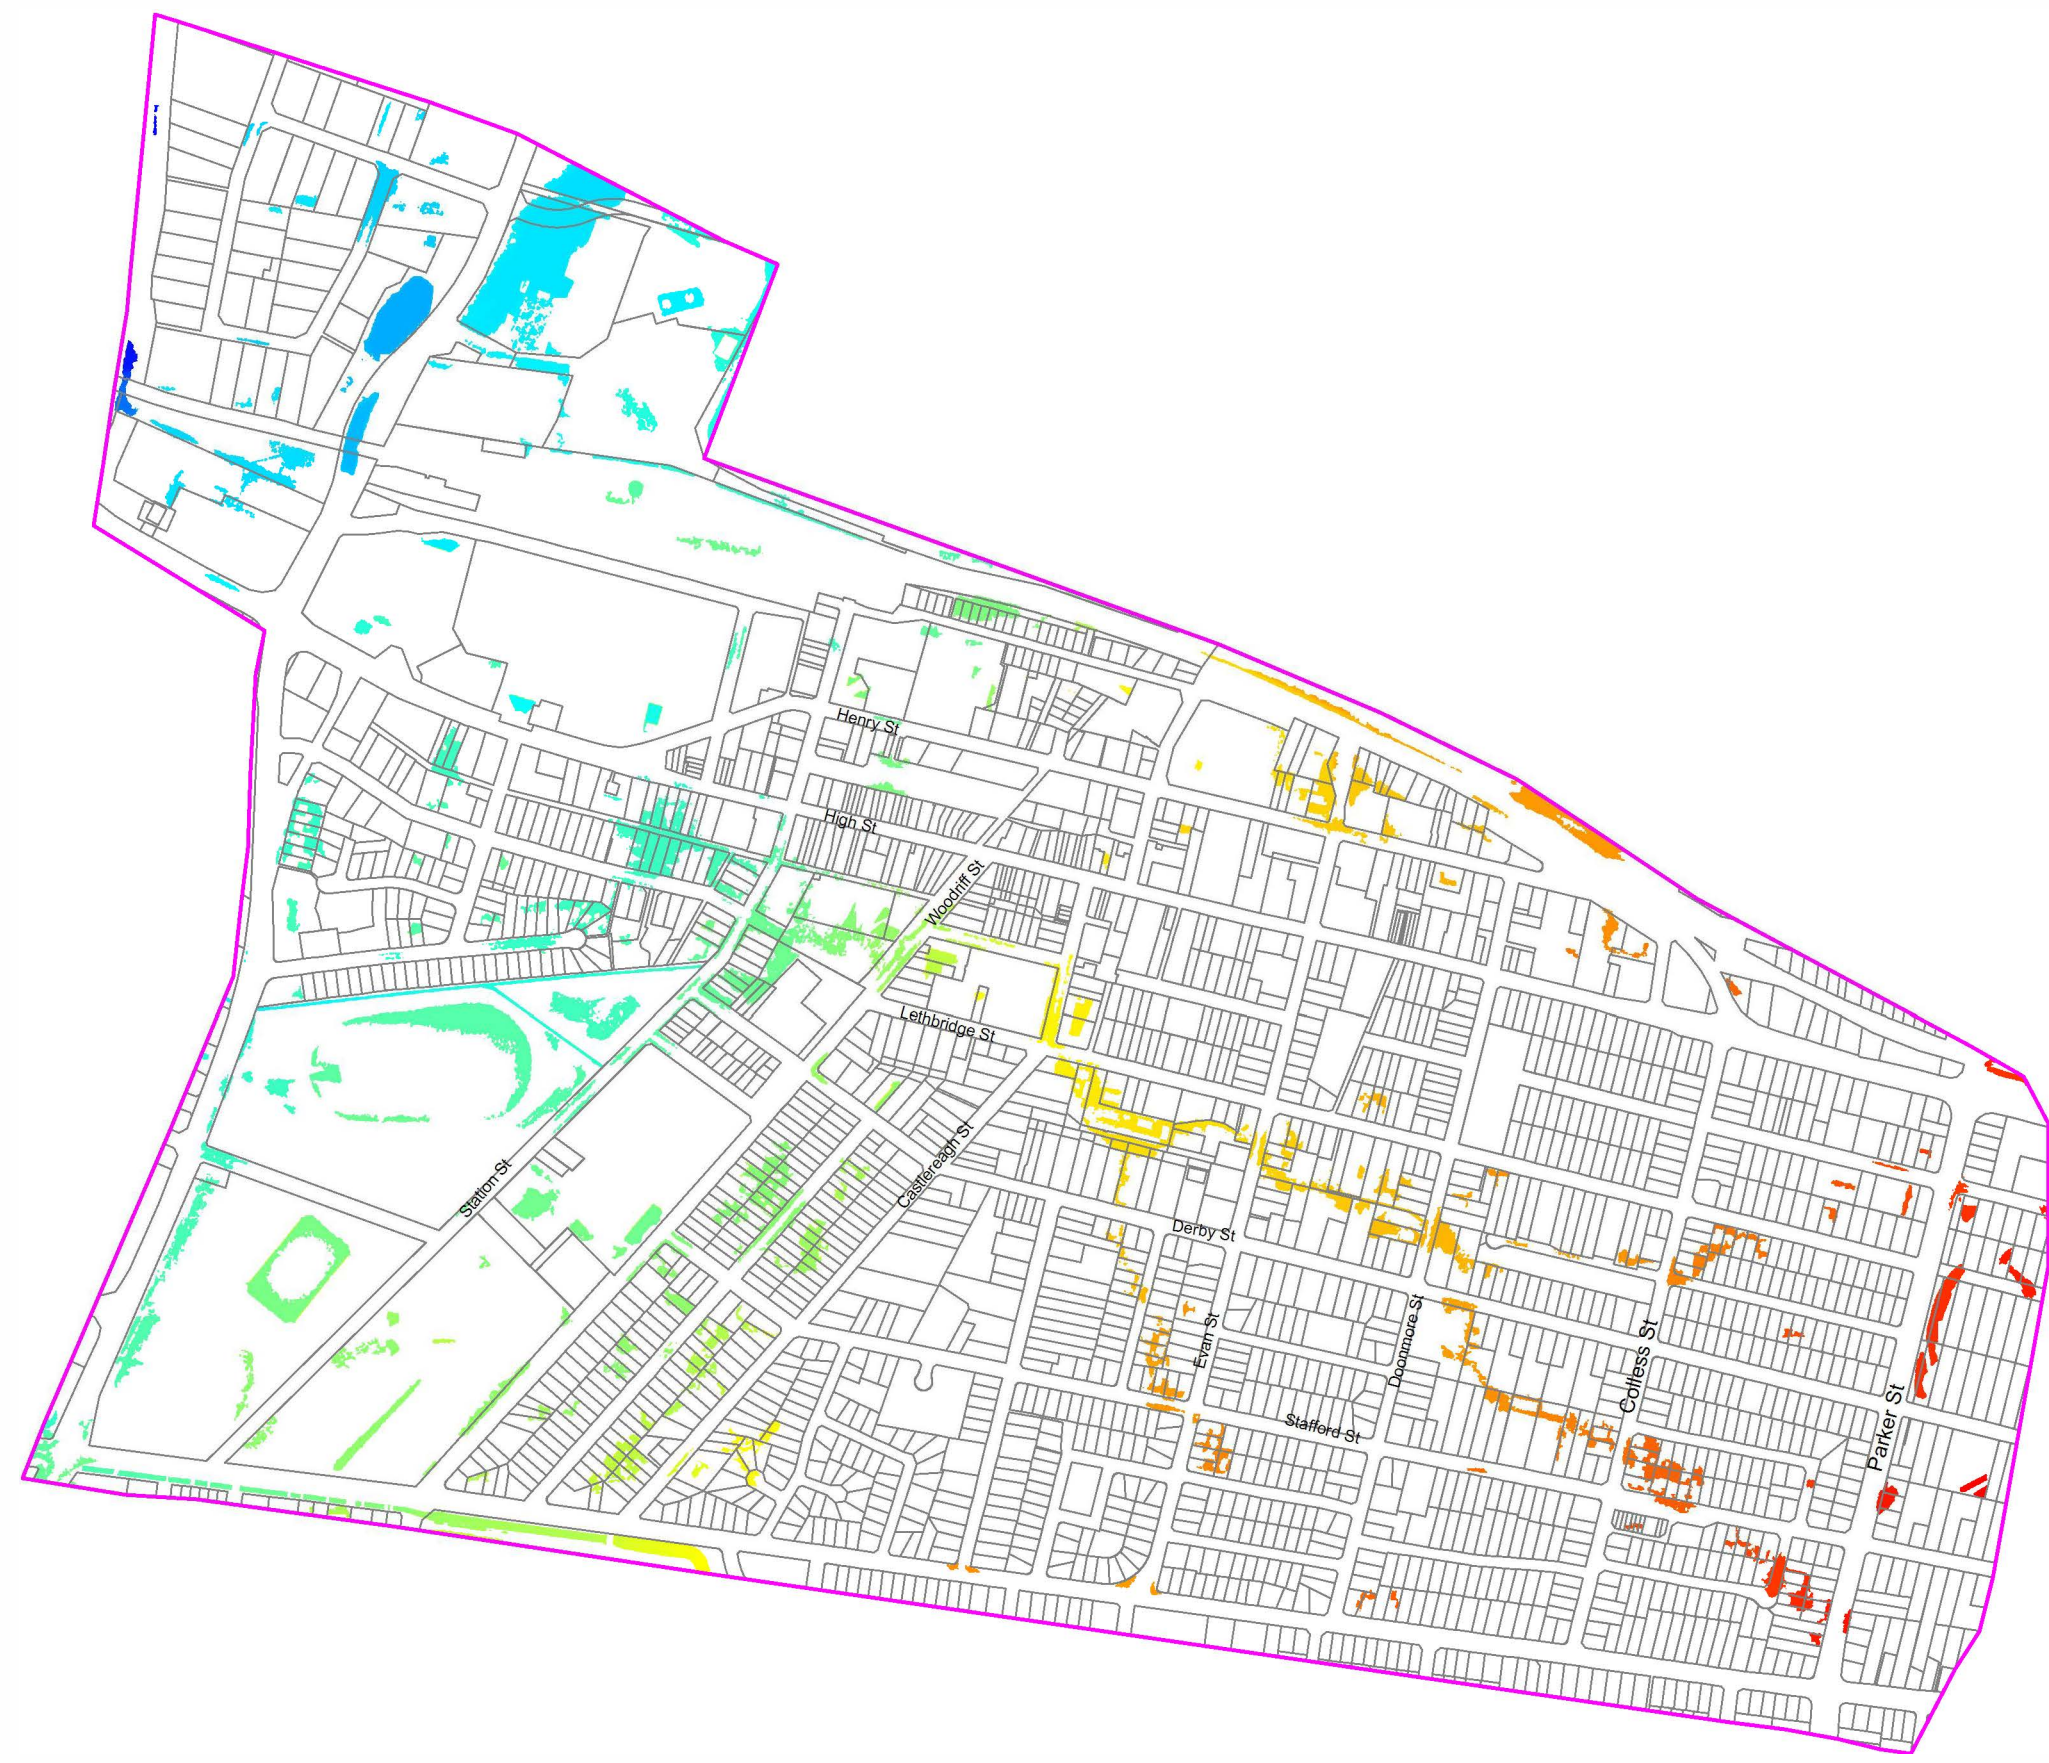 Henry St
High St
Woodriff St
Lethbridge St
Castlereagh St
Station St
Derby St
Evan St
Doonmore St
Colless St
Parker St
Stafford St